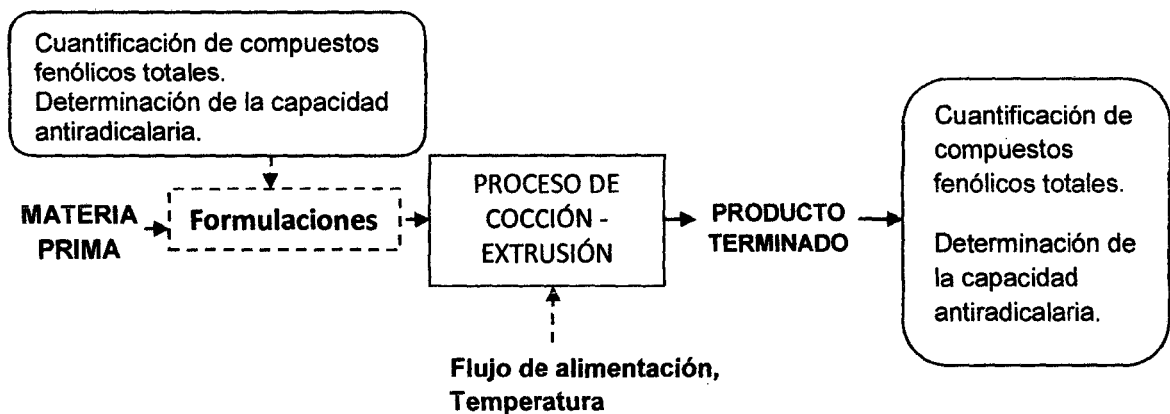 Cuantificación de compuestos
fenólicos totales.
Determinación de la capacidad
antiradicalaria.
MATERIA
PRIMA
Formulaciones
PROCESO DE
COCCIÓN -
EXTRUSIÓN
PRODUCTO
TERMINADO
Cuantificación de
compuestos
fenólicos totales.
Determinación de
la capacidad
antiradicalaria.
Flujo de alimentación,
Temperatura